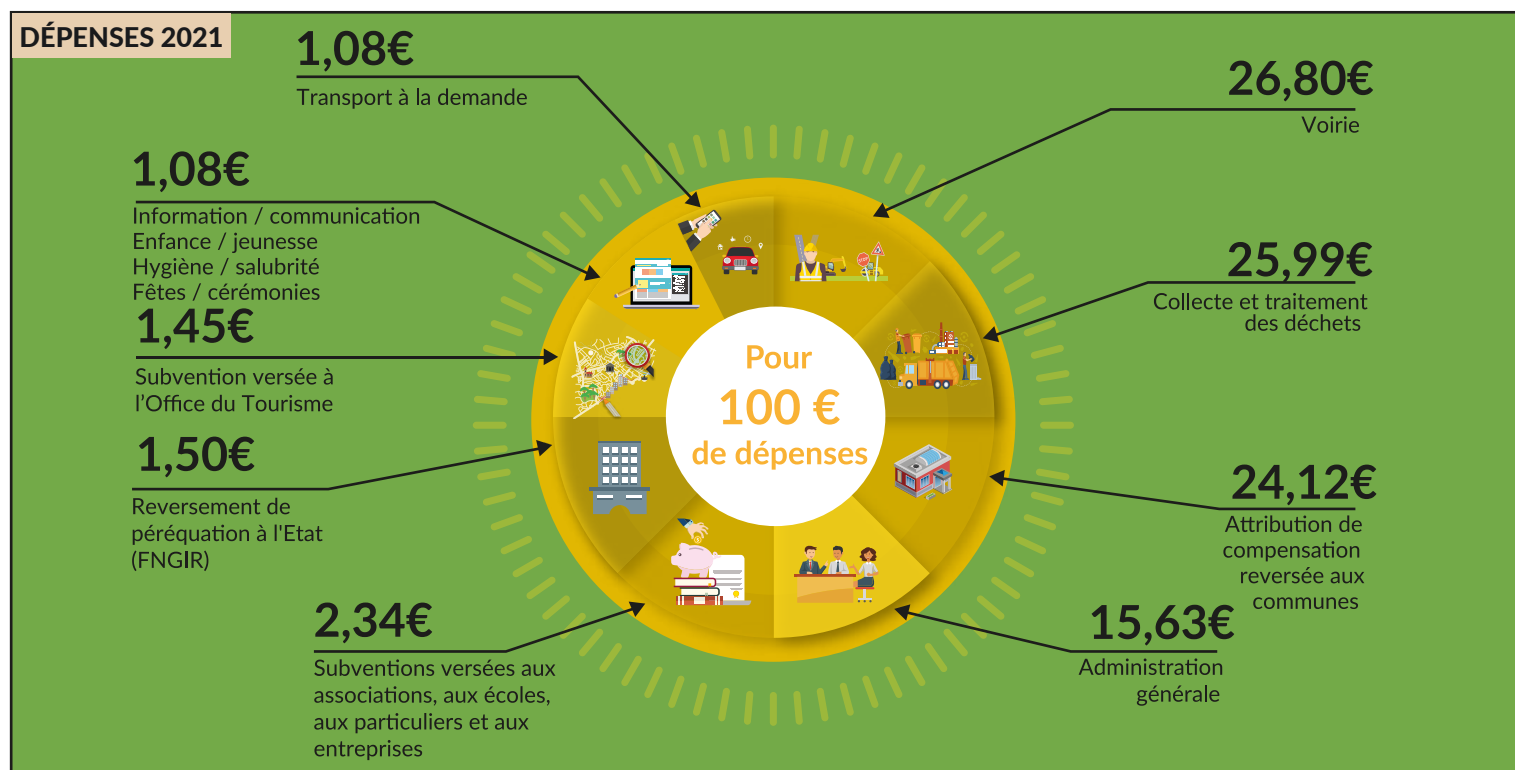 DÉPENSES 2021
1,08€
Transport à la demande
26,80€
Voirie
1,08€
Information / communication
Enfance / jeunesse
Hygiène / salubrité
Fêtes / cérémonies
25,99€
Collecte et traitement
des déchets
1,45€
Subvention versée à
l'Office du Tourisme
Pour
100 €
de dépenses
1,50€
Reversement de
péréquation à l'Etat
(FNGIR)
24,12€
Attribution de
compensation
reversée aux
communes
2,34€
Subventions versées aux
associations, aux écoles,
aux particuliers et aux
entreprises
15,63€
Administration
générale